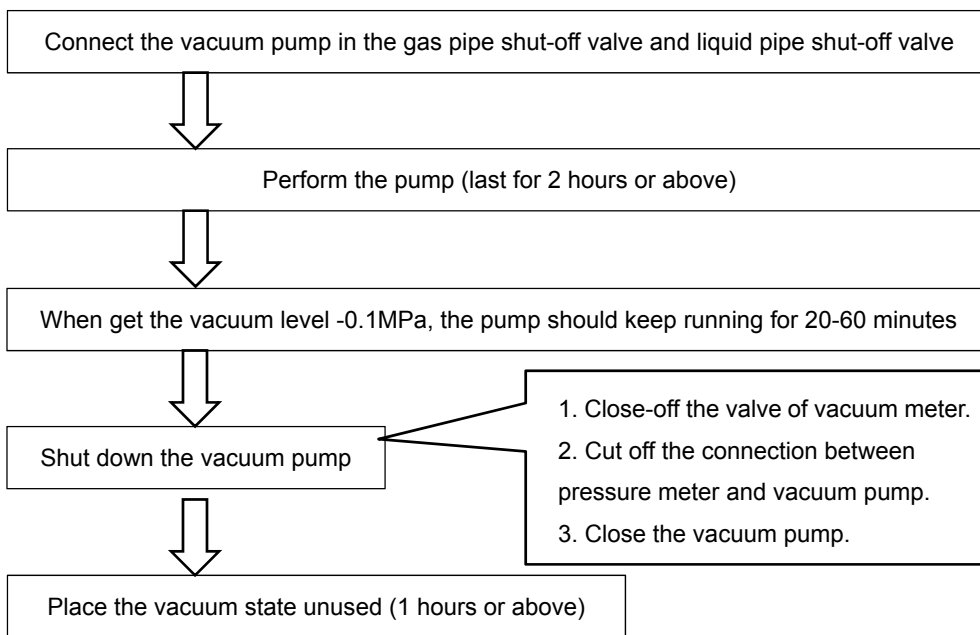 Connect the vacuum pump in the gas pipe shut-off valve and liquid pipe shut-off valve
Perform the pump (last for 2 hours or above)
When get the vacuum level -0.1MPa, the pump should keep running for 20-60 minutes
Shut down the vacuum pump
1. Close-off the valve of vacuum meter.
2. Cut off the connection between
pressure meter and vacuum pump.
3. Close the vacuum pump.
Place the vacuum state unused (1 hours or above)